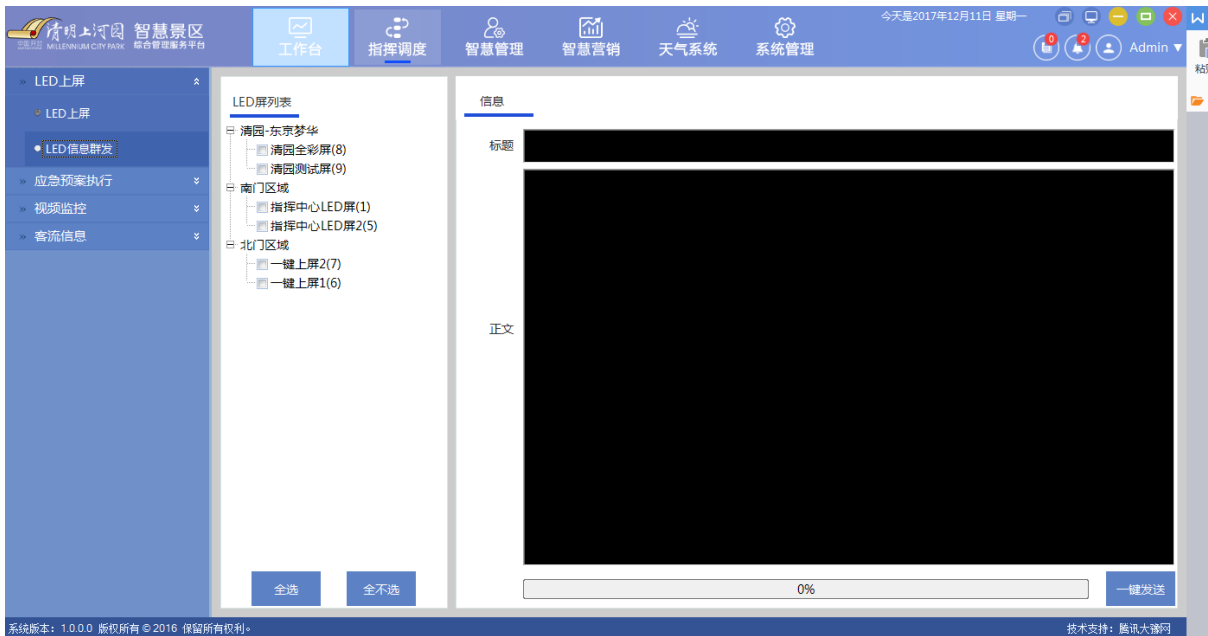 清明上河园 智慧景区
MILLENNIUM CITY PARK 综合管理服务平台
工作台
指挥调度
智慧管理
智慧营销
天气系统
系统管理
今天是2017年12月11日 星期一
0
2
Admin
LED上屏
LED上屏
LED信息群发
应急预案执行
视频监控
客流信息
LED屏列表
清园-东京梦华
清园全彩屏(8)
清园测试屏(9)
南门区域
指挥中心LED屏(1)
指挥中心LED屏2(5)
北门区域
一键上屏2(7)
一键上屏1(6)
全选
全不选
信息
标题
正文
0%
一键发送
系统版本：1.0.0.0 版权所有©2016 保留所有权利。
技术支持：腾讯大豫网